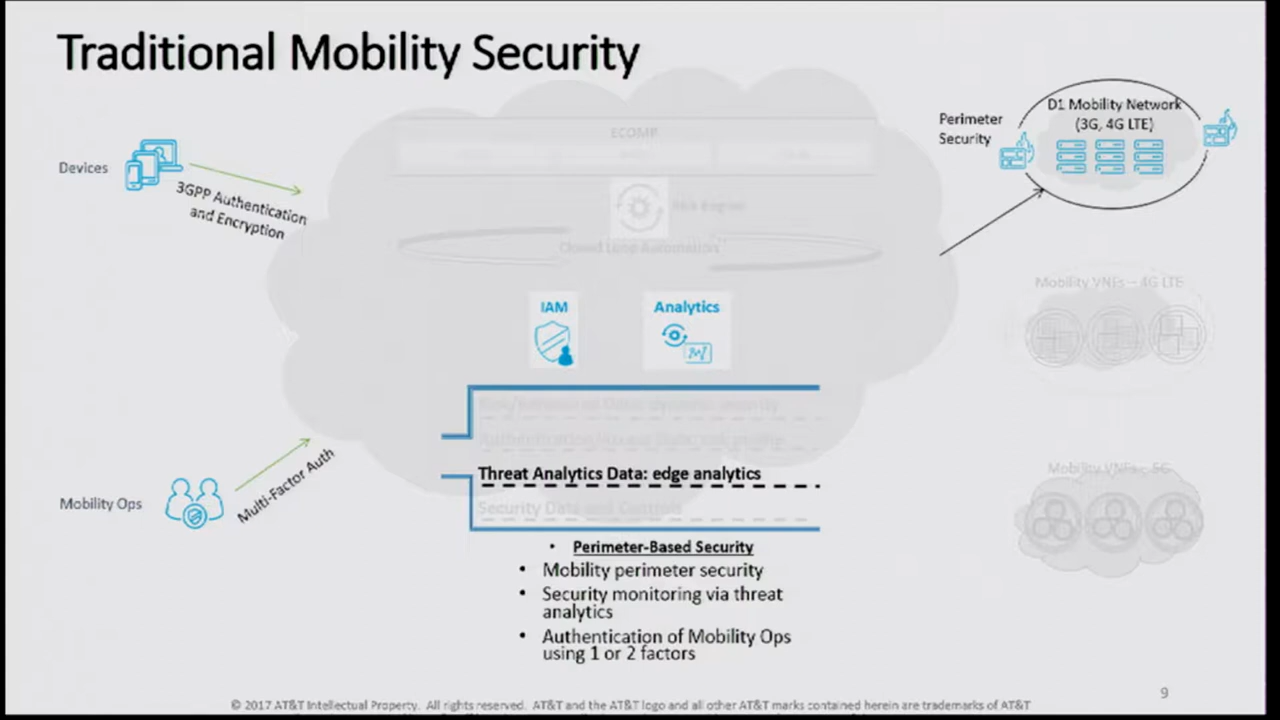 Traditional Mobility Security
D1 Mobility Network
(3G, 4G LTE)
Perimeter
Security
ECOMP
Devices
3GPP Authentication
and Encryption
Closed Loop Automation
Mobility VNFs – 4G LTE
IAM
Analytics
Threat Analytics Data: edge analytics
Mobility VNFs – 5G
Mobility Ops
Multi-Factor Auth
Security Data and Controls
• Perimeter-Based Security
• Mobility perimeter security
• Security monitoring via threat
analytics
• Authentication of Mobility Ops
using 1 or 2 factors
9
© 2017 AT&T Intellectual Property. All rights reserved. AT&T and the AT&T logo and all other AT&T marks contained herein are trademarks of AT&T